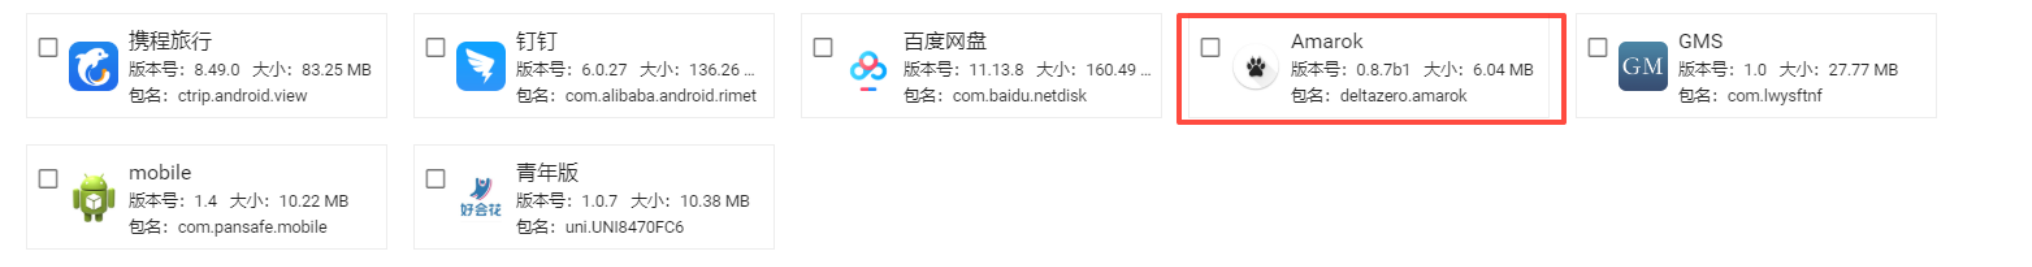 携程旅行
版本号：8.49.0 大小：83.25 MB
包名：ctrip.android.view
钉钉
版本号：6.0.27 大小：136.26 ...
包名：com.alibaba.android.rimet
百度网盘
版本号：11.13.8 大小：160.49 ...
包名：com.baidu.netdisk
Amarok
版本号：0.8.7b1 大小：6.04 MB
包名：deltazero.amarok
GM
GMS
版本号：1.0 大小：27.77 MB
包名：com.lwysftnf
mobile
版本号：1.4 大小：10.22 MB
包名：com.pansafe.mobile
好会花
青年版
版本号：1.0.7 大小：10.38 MB
包名：uni.UNI8470FC6